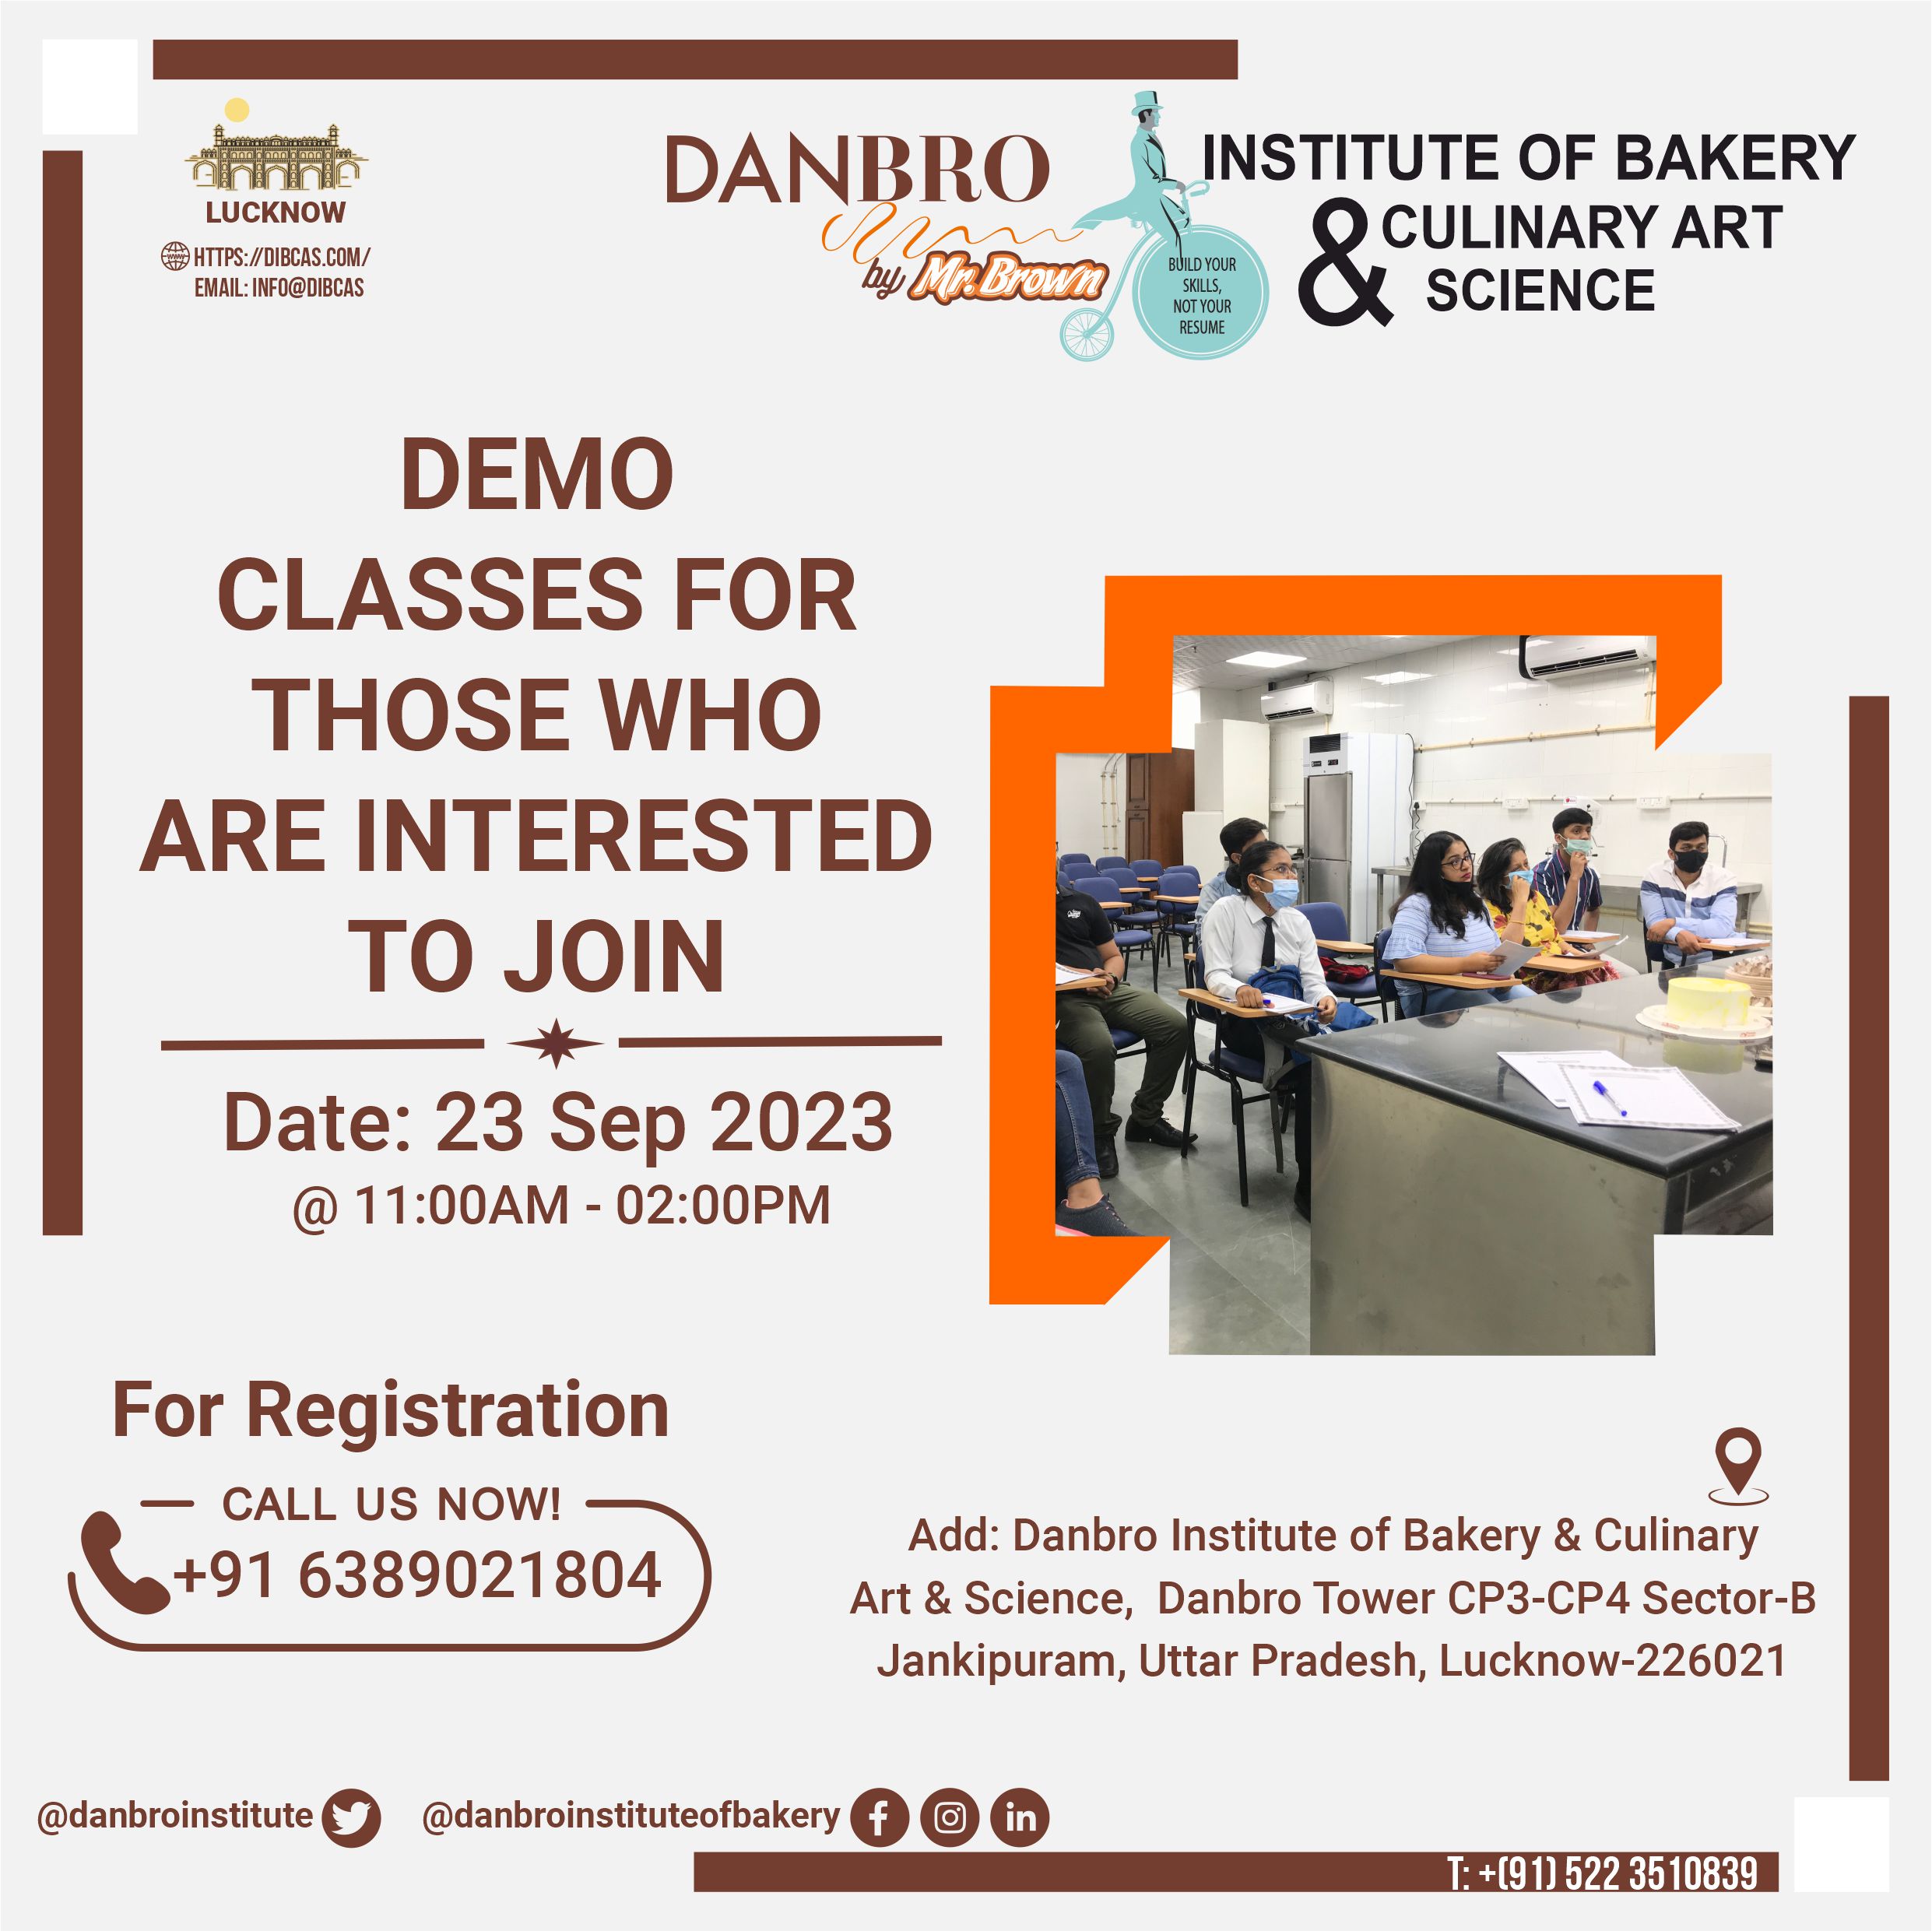 LUCKNOW
HTTPS://DIBCAS.COM/
EMAIL: INFO@DIBCAS
DANBRO
by Mr. Brown
BUILD YOUR
SKILLS,
NOT YOUR
RESUME
INSTITUTE OF BAKERY
& CULINARY ART
SCIENCE
DEMO
CLASSES FOR
THOSE WHO
ARE INTERESTED
TO JOIN
Date: 23 Sep 2023
@ 11:00AM - 02:00PM
For Registration
CALL US NOW!
+91 6389021804
Add: Danbro Institute of Bakery & Culinary
Art & Science, Danbro Tower CP3-CP4 Sector-B
Jankipuram, Uttar Pradesh, Lucknow-226021
@danbroinstitute
@danbroinstituteofbakery
T: +(91) 522 3510839